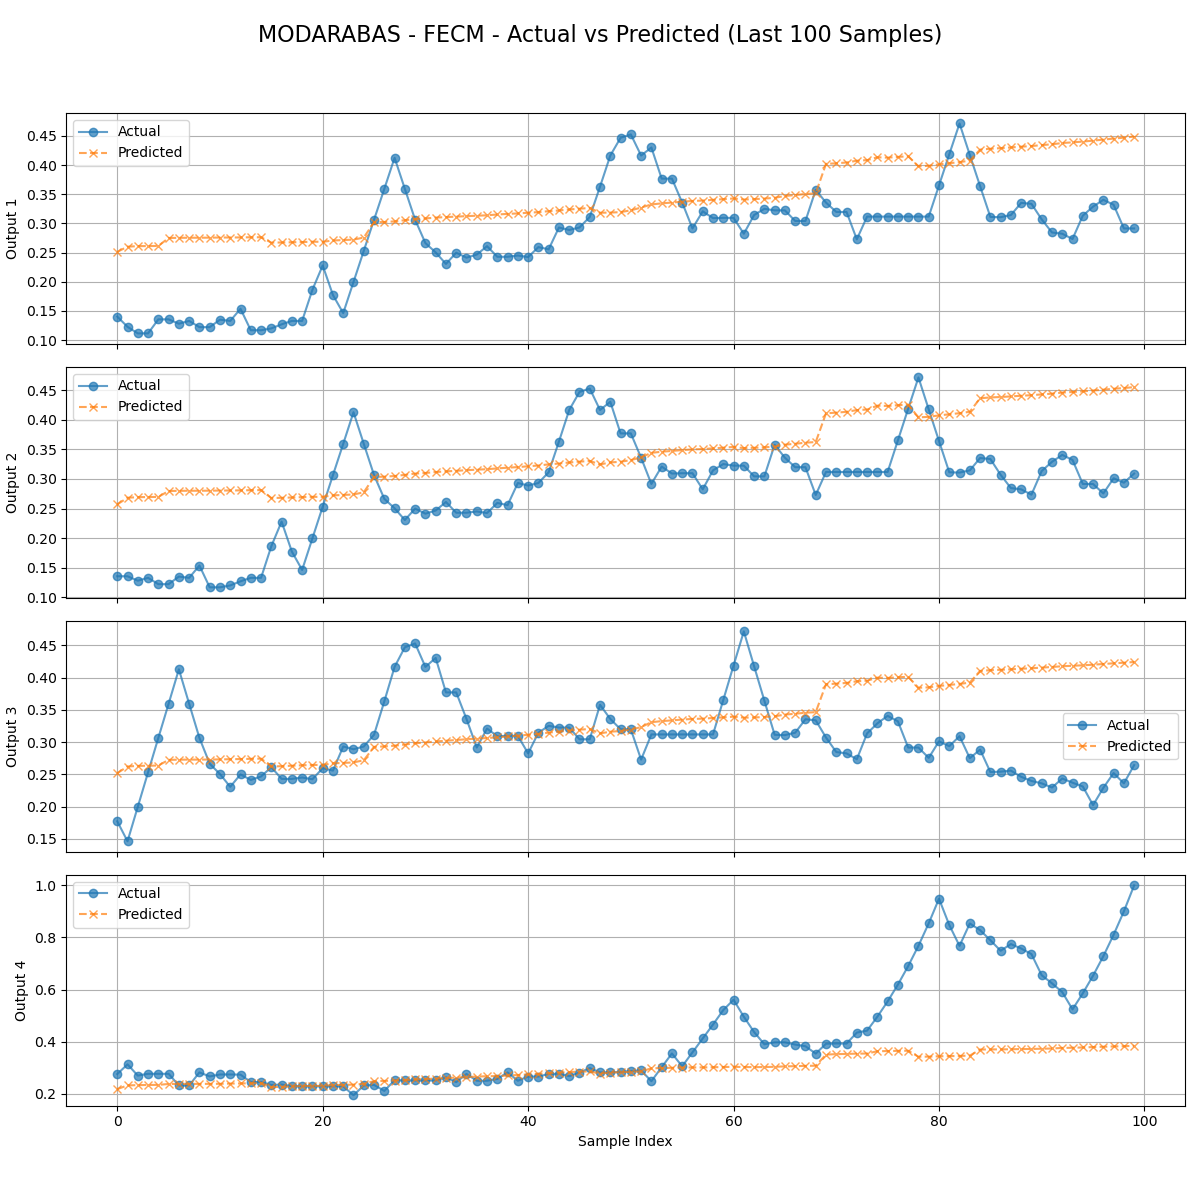 MODARABAS - FECM - Actual vs Predicted (Last 100 Samples)
Actual
Predicted
0.45
0.40
0.35
0.30
0.25
0.20
0.15
0.10
Output 1
Actual
Predicted
0.45
0.40
0.35
0.30
0.25
0.20
0.15
0.10
Output 2
0.45
0.40
0.35
0.30
0.25
0.20
0.15
Output 3
Actual
Predicted
Actual
Predicted
1.0
0.8
0.6
0.4
0.2
Output 4
0 20 40 60 80 100
Sample Index